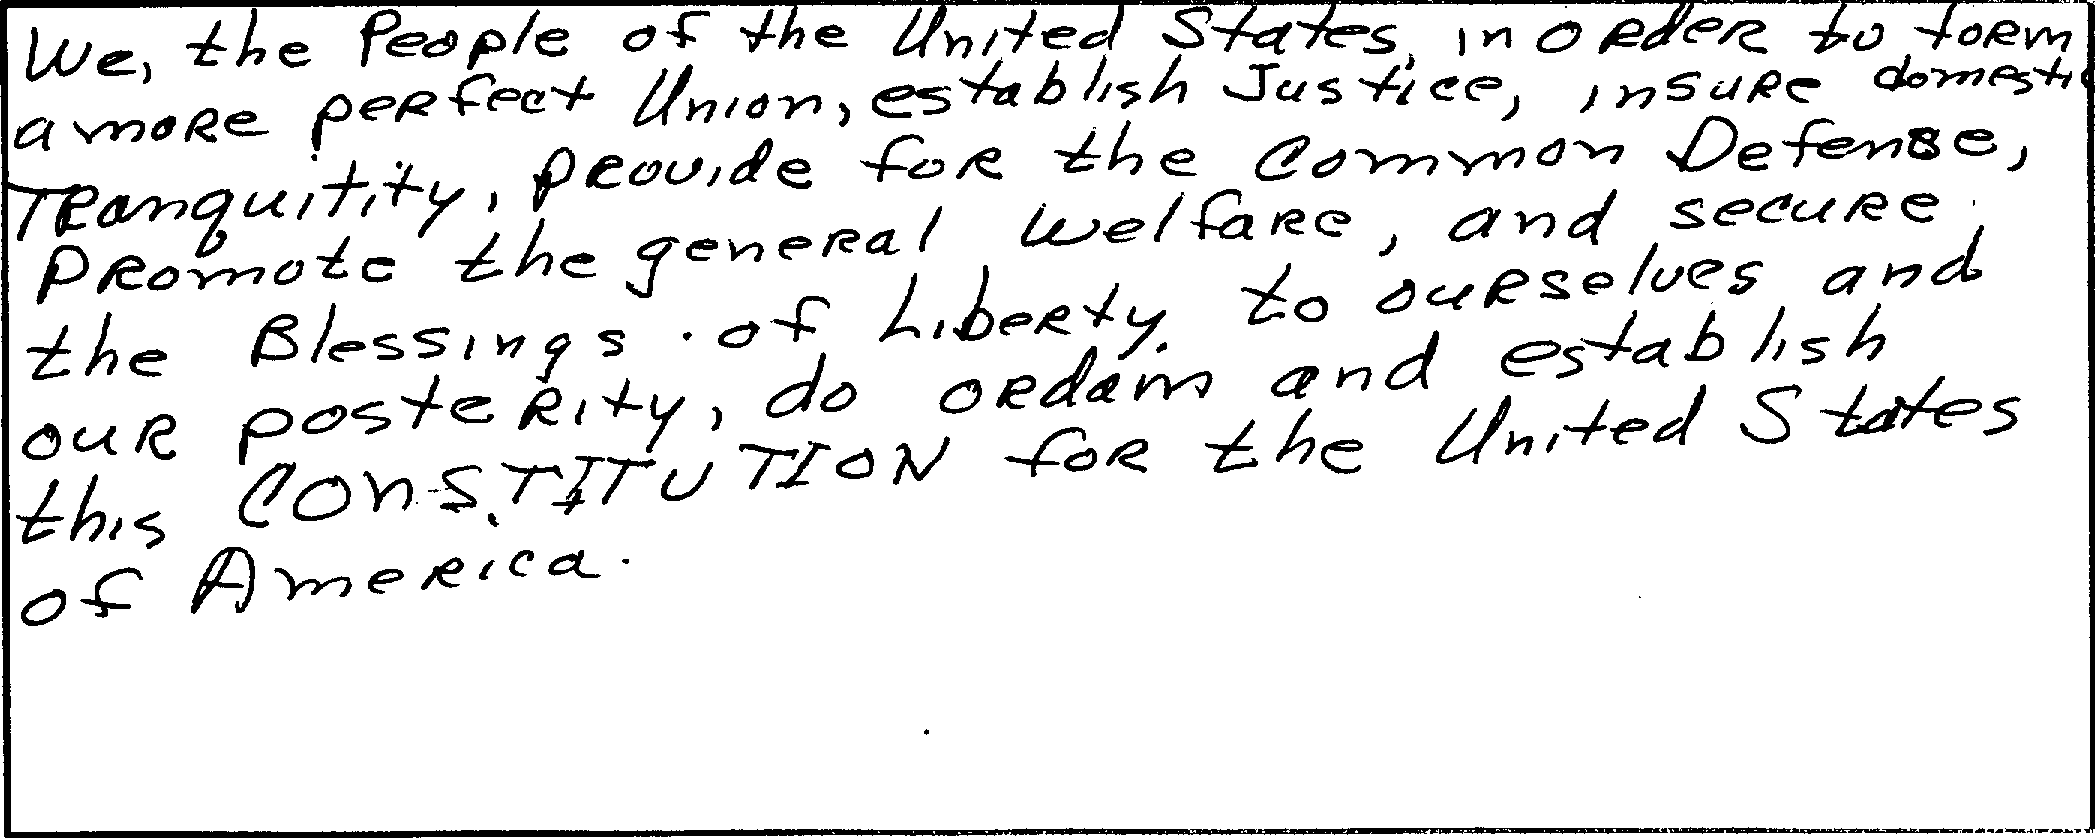 We, the People of the United States, in order to form
a more perfect Union, establish Justice, insure domestic
Tranquitity, provide for the Common Defense,
Promote the general Welfare, and secure
the Blessings of Liberty, to ourselves and
our posterity, do ordain and establish
this CONSTITUTION for the United States
of America.